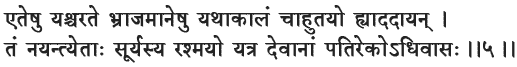 एतेषु यश्चरते भ्राजमानेषु यथाकालं चाहुतयो ह्याददायन् ।
तं नयन्त्येताः सूर्यस्य रश्मयो यत्र देवानां पतिरेकोऽधिवासः ।।५ ।।